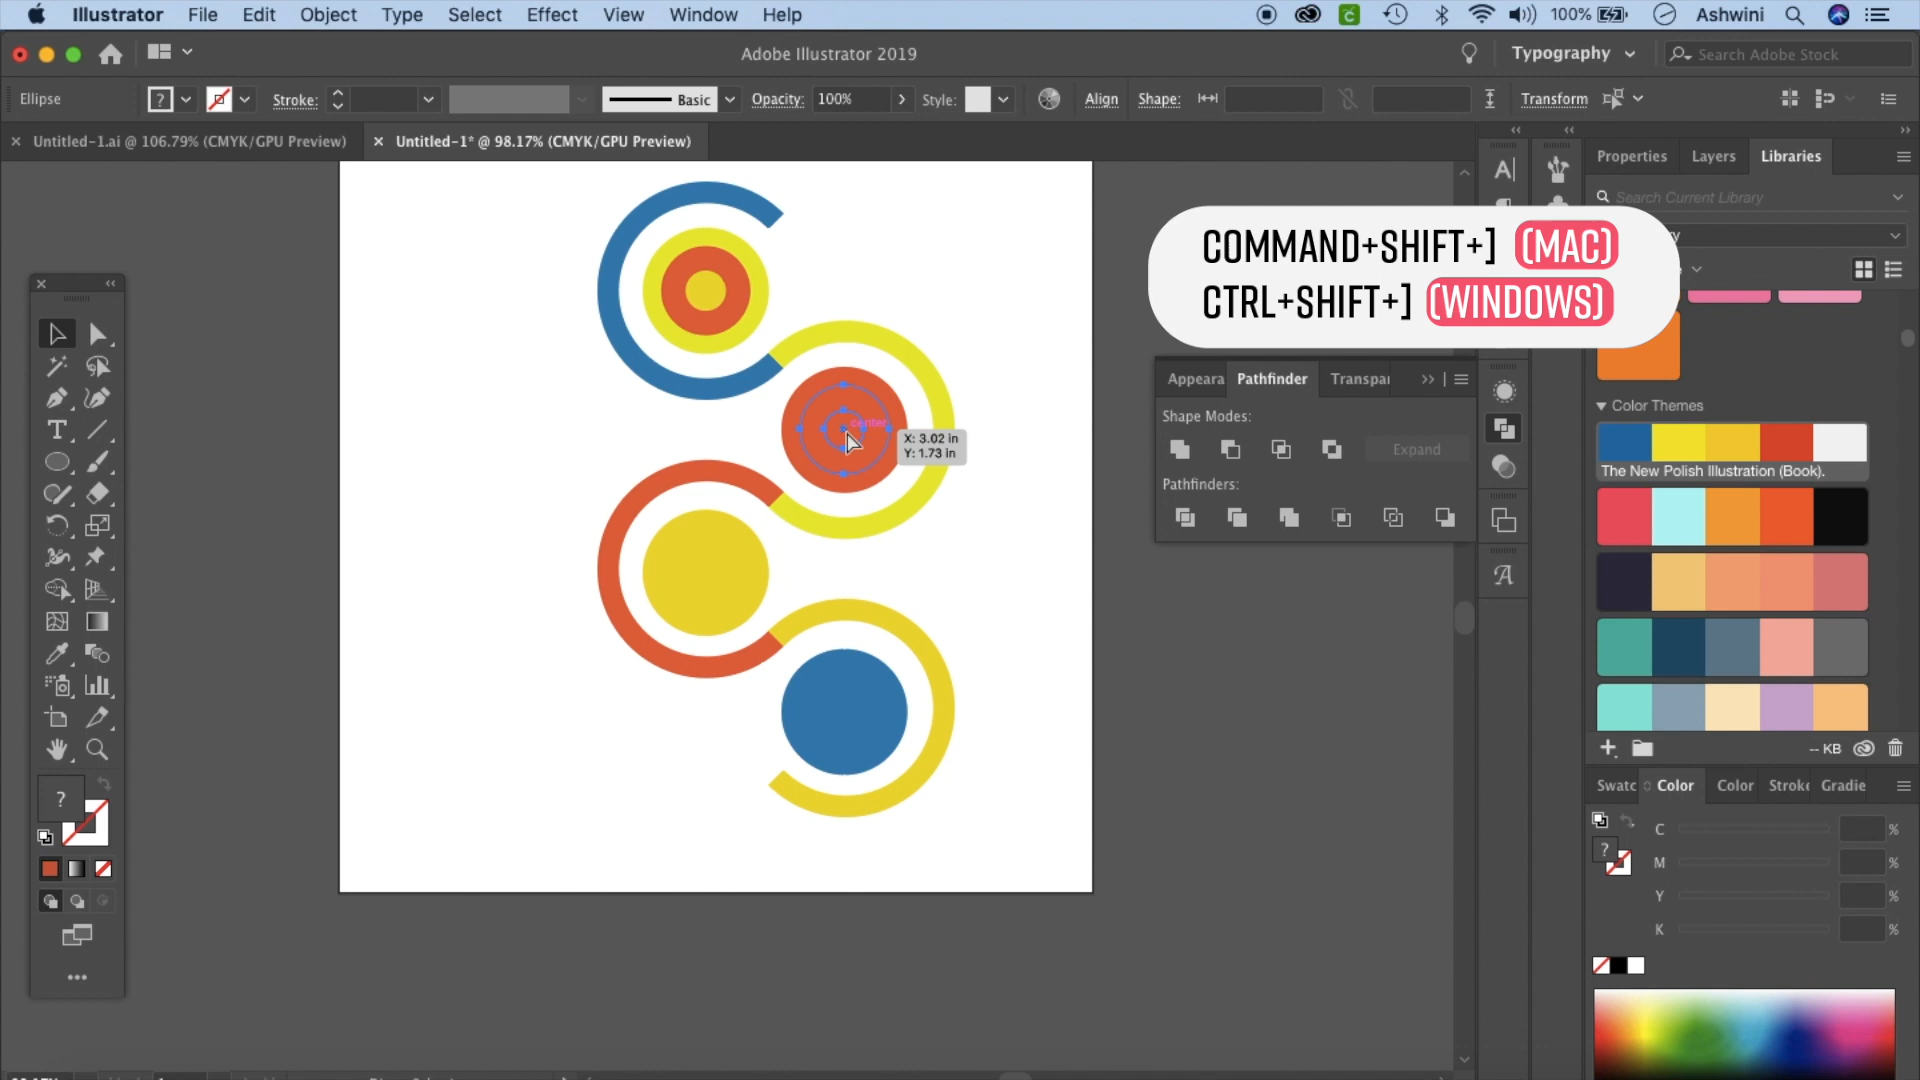 Illustrator File Edit Object Type Select Effect View Window Help 100% Ashwini
Adobe Illustrator 2019 Typography Search Adobe Stock
Ellipse ? Stroke: Basic Opacity: 100% Style: Align Shape: Transform
× Untitled-1.ai @ 106.79% (CMYK/GPU Preview) × Untitled-1* @ 98.17% (CMYK/GPU Preview)
Properties Layers Libraries
Search Current Library
COMMAND+SHIFT+] (MAC)
CTRL+SHIFT+] (WINDOWS)
Appeara Pathfinder Transpar
Shape Modes:
Expand
Pathfinders:
center
X: 3.02 in
Y: 1.73 in
Color Themes
The New Polish Illustration (Book).
-- KB
Swatc Color Color Stroke Gradie
C %
M %
Y %
K %
?
?